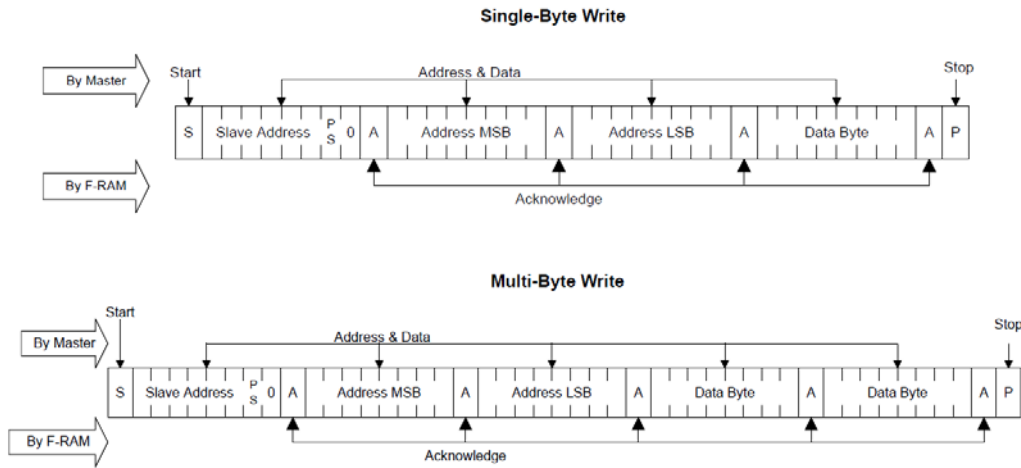 Single-Byte Write
Start
Stop
By Master
Address & Data
S Slave Address PS 0 A Address MSB A Address LSB A Data Byte A P
By F-RAM
Acknowledge
Multi-Byte Write
Start
Stop
By Master
Address & Data
S Slave Address PS 0 A Address MSB A Address LSB A Data Byte A Data Byte A P
By F-RAM
Acknowledge